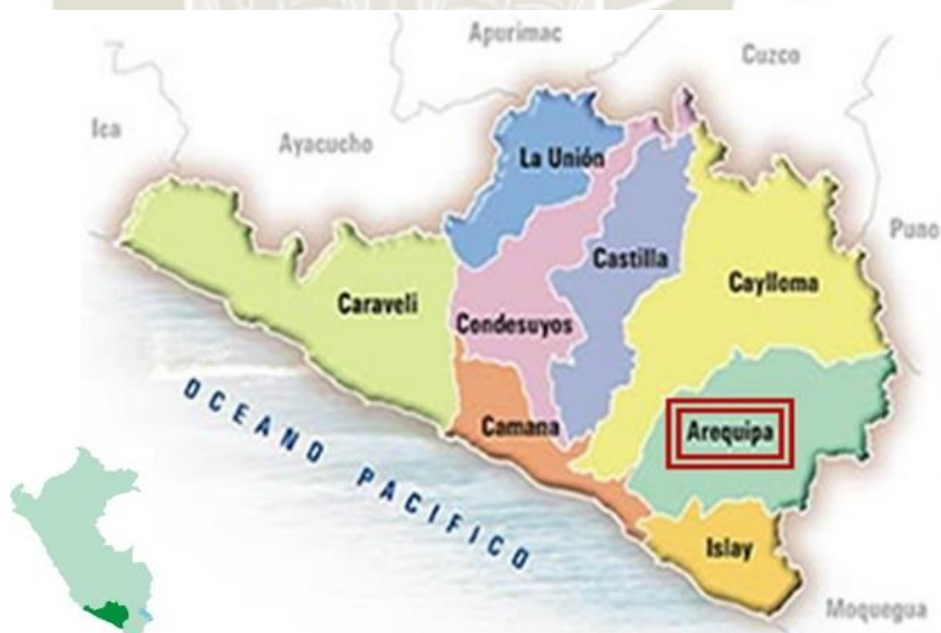 Apurimac
Cuzco
Ica
Ayacucho
La Unión
Puno
Castilla
Caylloma
Caraveli
Condesuyos
Camana
Arequipa
OCEANO PACIFICO
Islay
Moquegua